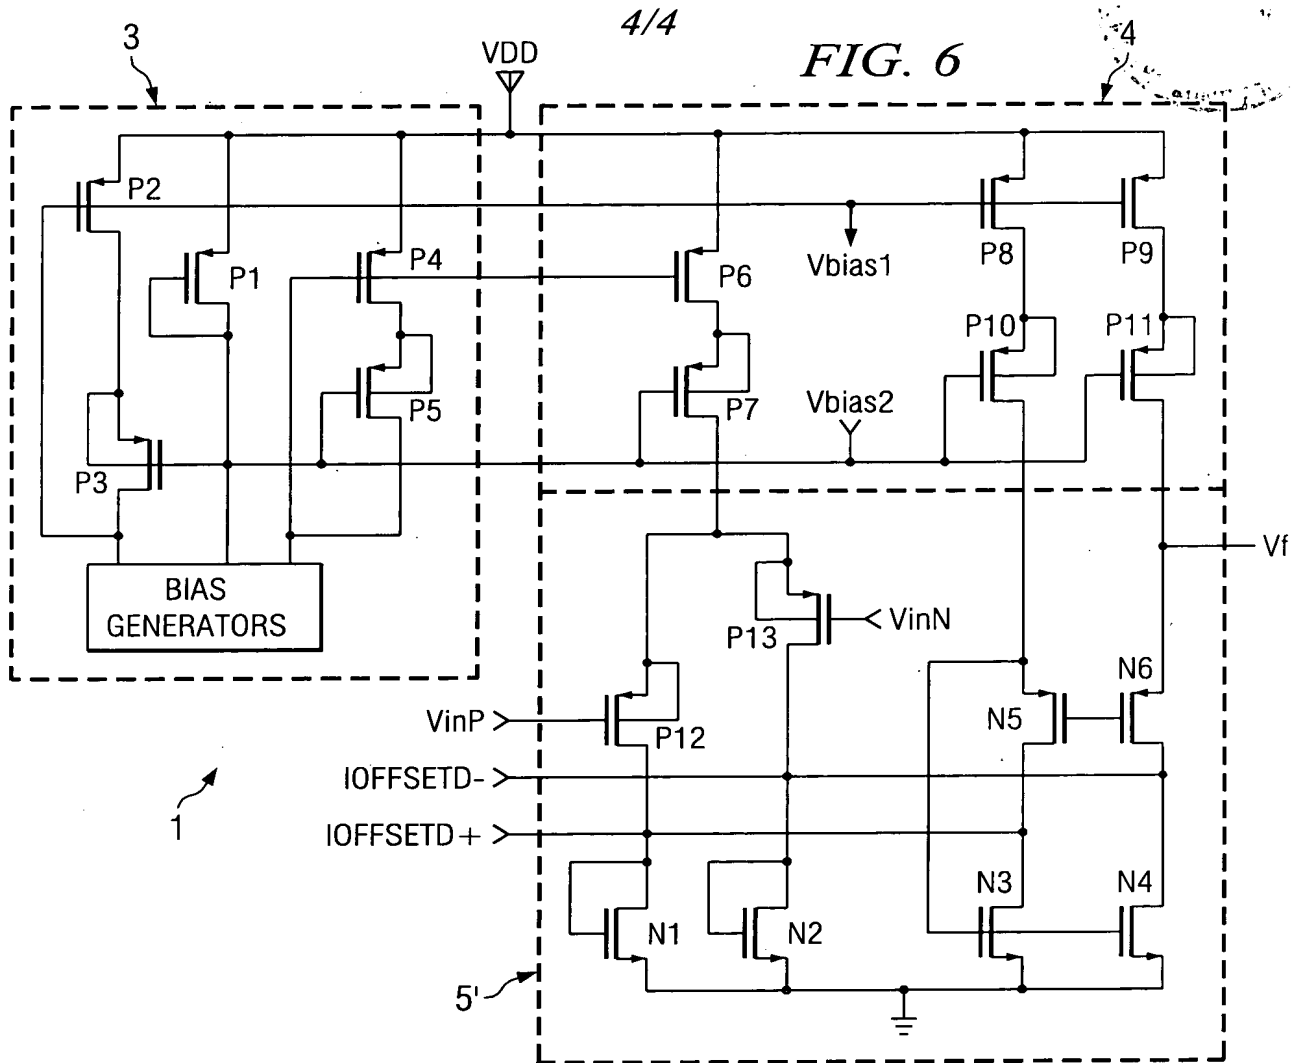 4/4
FIG. 6
3
VDD
4
P2
P1
P4
P6
Vbias1
P8
P9
P10
P11
P5
P7
Vbias2
P3
BIAS
GENERATORS
Vf
P13
VinN
N6
VinP
P12
N5
IOFFSETD-
1
IOFFSETD+
N3
N4
N1
N2
5'